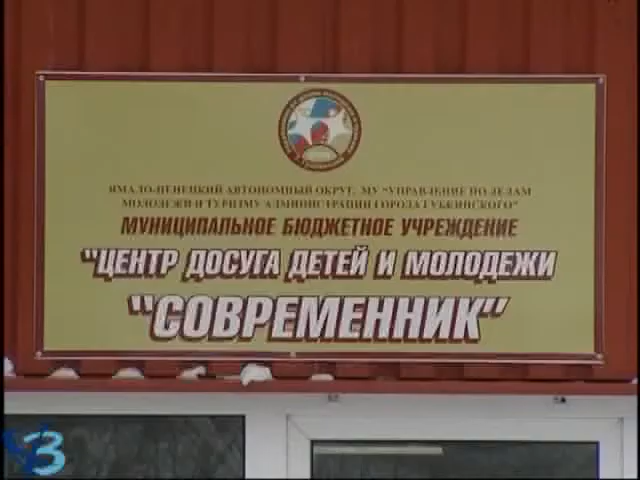 ЯМАЛО-НЕНЕЦКИЙ АВТОНОМНЫЙ ОКРУГ, МУ "УПРАВЛЕНИЕ ПО ДЕЛАМ
МОЛОДЕЖИ И ТУРИЗМУ АДМИНИСТРАЦИИ ГОРОДА ГУБКИНСКОГО"
МУНИЦИПАЛЬНОЕ БЮДЖЕТНОЕ УЧРЕЖДЕНИЕ
"ЦЕНТР ДОСУГА ДЕТЕЙ И МОЛОДЕЖИ
"СОВРЕМЕННИК"
3